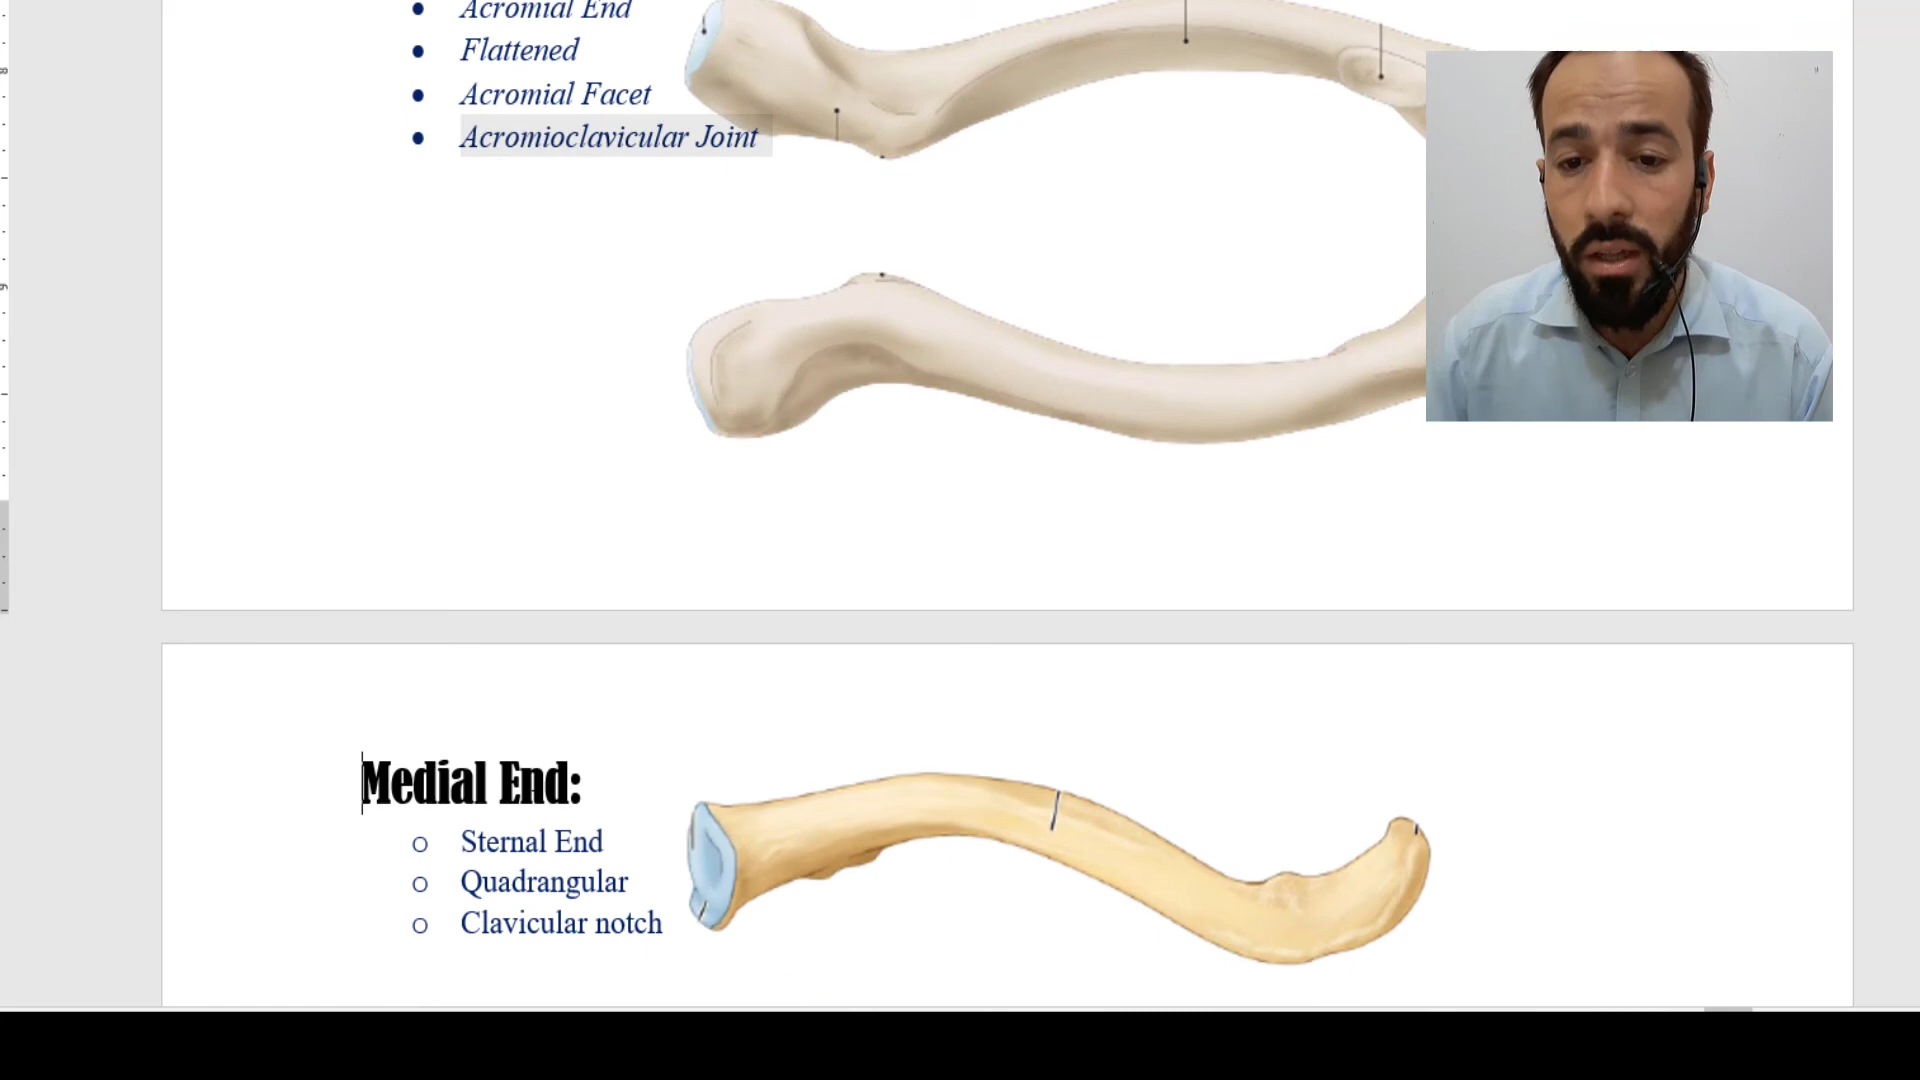 Acromial End
Flattened
Acromial Facet
Acromioclavicular Joint
Medial End:
Sternal End
Quadrangular
Clavicular notch